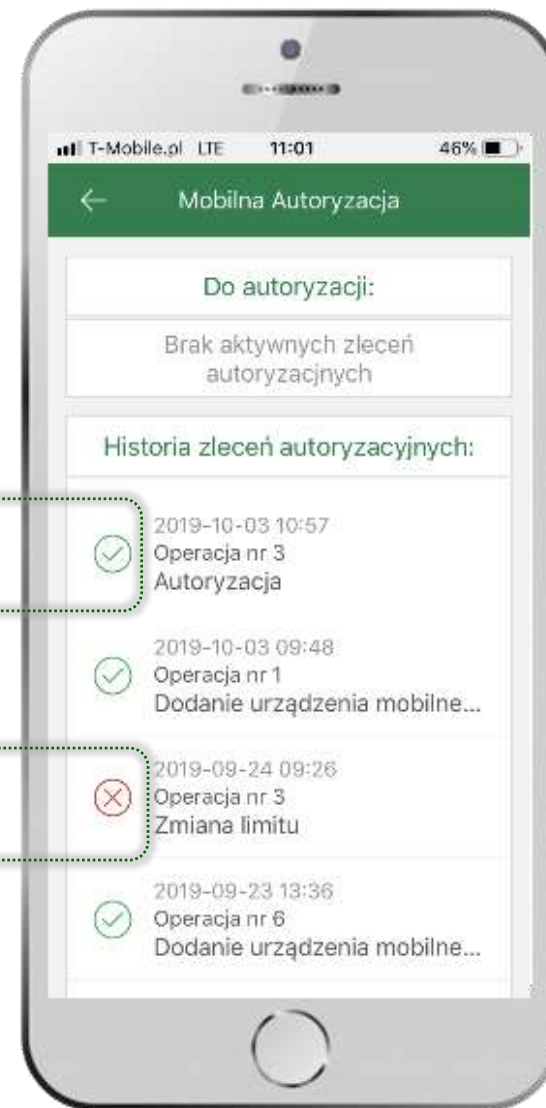 T-Mobile.pl LTE 11:01 46%
Mobilna Autoryzacja
Do autoryzacji:
Brak aktywnych zleceń
autoryzacjnych
Historia zleceń autoryzacyjnych:
2019-10-03 10:57
Operacja nr 3
Autoryzacja
2019-10-03 09:48
Operacja nr 1
Dodanie urządzenia mobilne...
2019-09-24 09:26
Operacja nr 3
Zmiana limitu
2019-09-23 13:36
Operacja nr 6
Dodanie urządzenia mobilne...